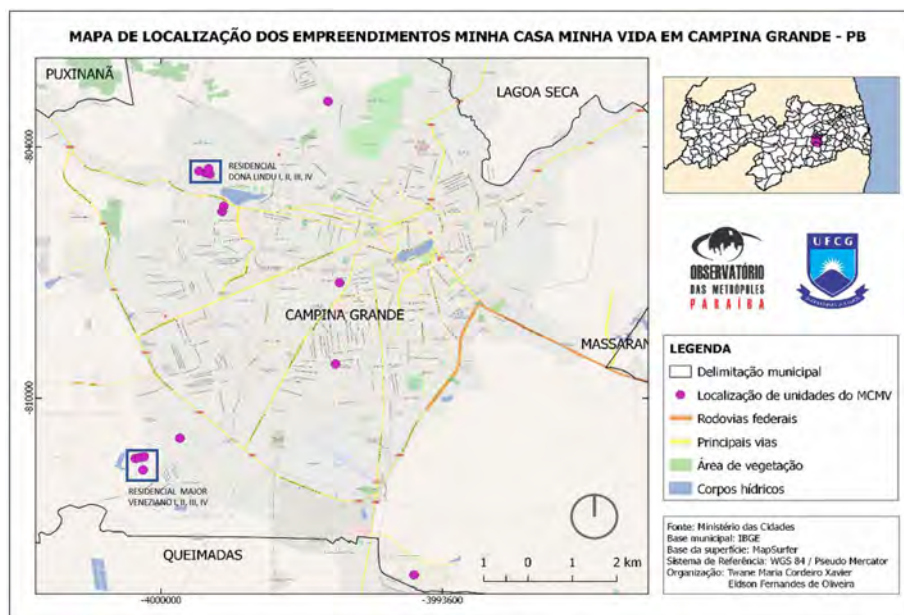 MAPA DE LOCALIZAÇÃO DOS EMPREENDIMENTOS MINHA CASA MINHA VIDA EM CAMPINA GRANDE - PB
PUXINANÃ
LAGOA SECA
-804000
RESIDENCIAL
DONA LINDU I, II, III, IV
CAMPINA GRANDE
MASSARAN
-810000
RESIDENCIAL MAJOR
VENEZIANO I, II, III, IV
QUEIMADAS
1 0 1 2 km
-4000000
-3993600
OBSERVATÓRIO
DAS METRÓPOLES
PARAÍBA
UFCG
LEGENDA
Delimitação municipal
Localização de unidades do MCMV
Rodovias federais
Principais vias
Área de vegetação
Corpos hídricos
Fonte: Ministério das Cidades
Base municipal: IBGE
Base da superfície: MapSurfer
Sistema de Referência: WGS 84 / Pseudo Mercator
Organização: Twane Maria Cordeiro Xavier
Eldson Fernandes de Oliveira